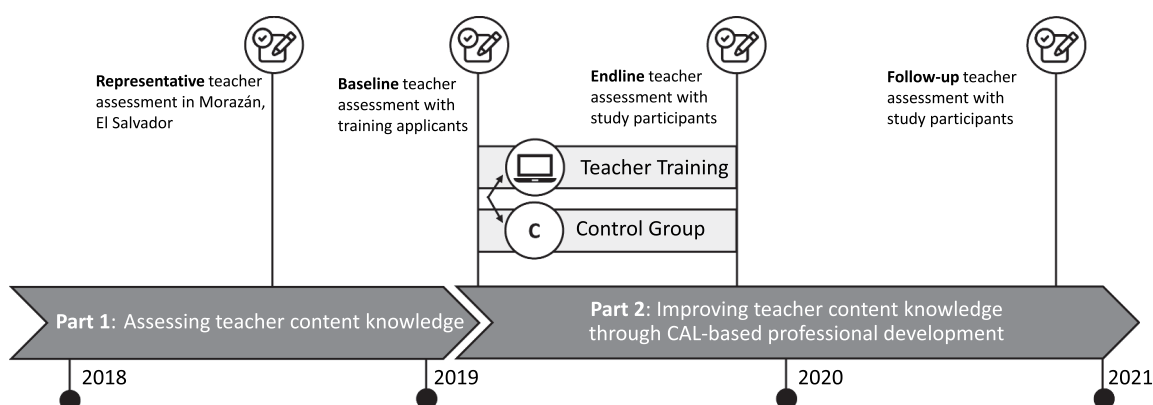 Representative teacher
assessment in Morazán,
El Salvador
Baseline teacher
assessment with
training applicants
Endline teacher
assessment with
study participants
Follow-up teacher
assessment with
study participants
Teacher Training
C
Control Group
Part 1: Assessing teacher content knowledge
Part 2: Improving teacher content knowledge
through CAL-based professional development
2018
2019
2020
2021